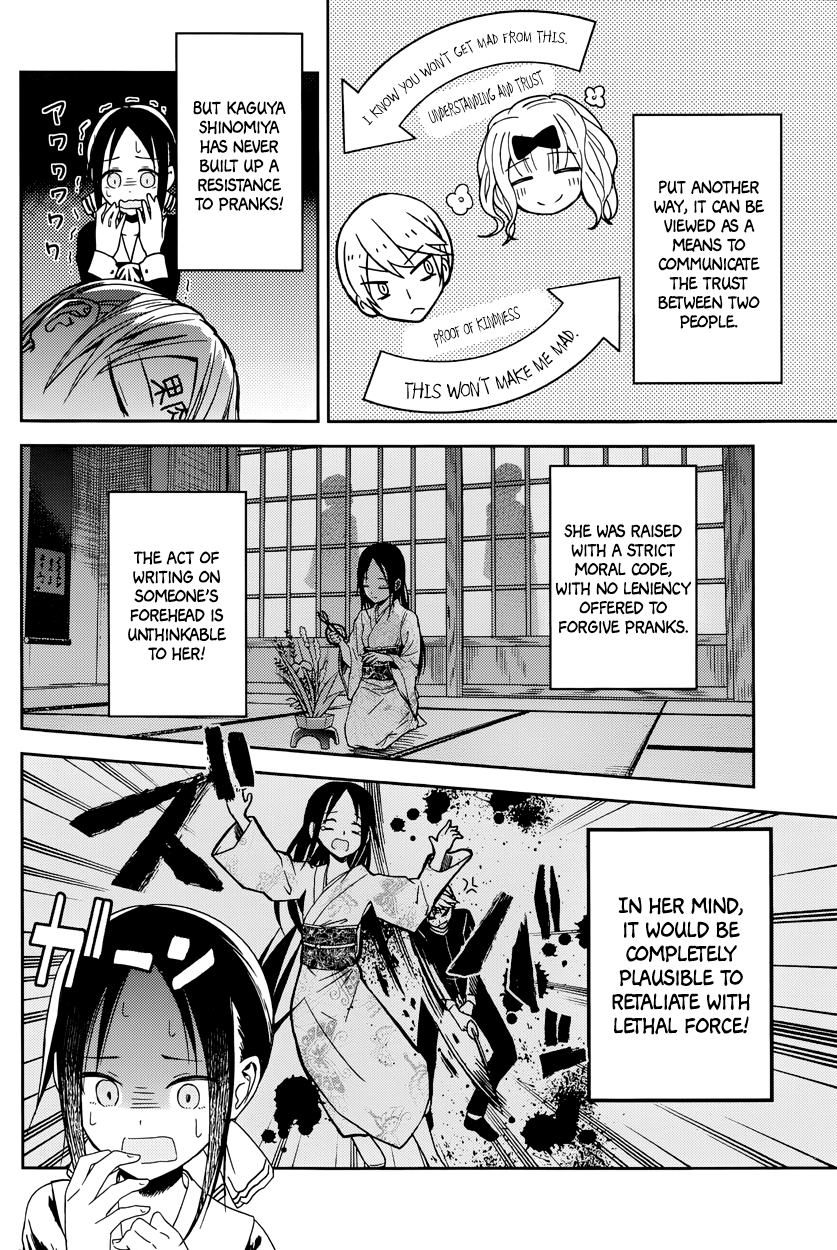 I KNOW YOU WON'T GET MAD FROM THIS.
UNDERSTANDING AND TRUST
PROOF OF KINDNESS
THIS WON'T MAKE ME MAD.
PUT ANOTHER
WAY, IT CAN BE
VIEWED AS A
MEANS TO
COMMUNICATE
THE TRUST
BETWEEN TWO
PEOPLE.
BUT KAGUYA
SHINOMIYA
HAS NEVER
BUILT UP A
RESISTANCE
TO PRANKS!
アワワワワワ
果肉
SHE WAS RAISED
WITH A STRICT
MORAL CODE,
WITH NO LENIENCY
OFFERED TO
FORGIVE PRANKS.
THE ACT OF
WRITING ON
SOMEONE'S
FOREHEAD IS
UNTHINKABLE
TO HER!
ズバ
IN HER MIND,
IT WOULD BE
COMPLETELY
PLAUSIBLE TO
RETALIATE WITH
LETHAL FORCE!
ガーン